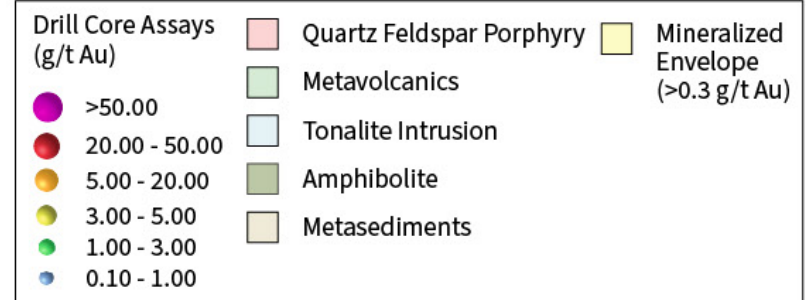 Drill Core Assays
(g/t Au)
>50.00
20.00 - 50.00
5.00 - 20.00
3.00 - 5.00
1.00 - 3.00
0.10 - 1.00
Quartz Feldspar Porphyry
Metavolcanics
Tonalite Intrusion
Amphibolite
Metasediments
Mineralized
Envelope
(>0.3 g/t Au)